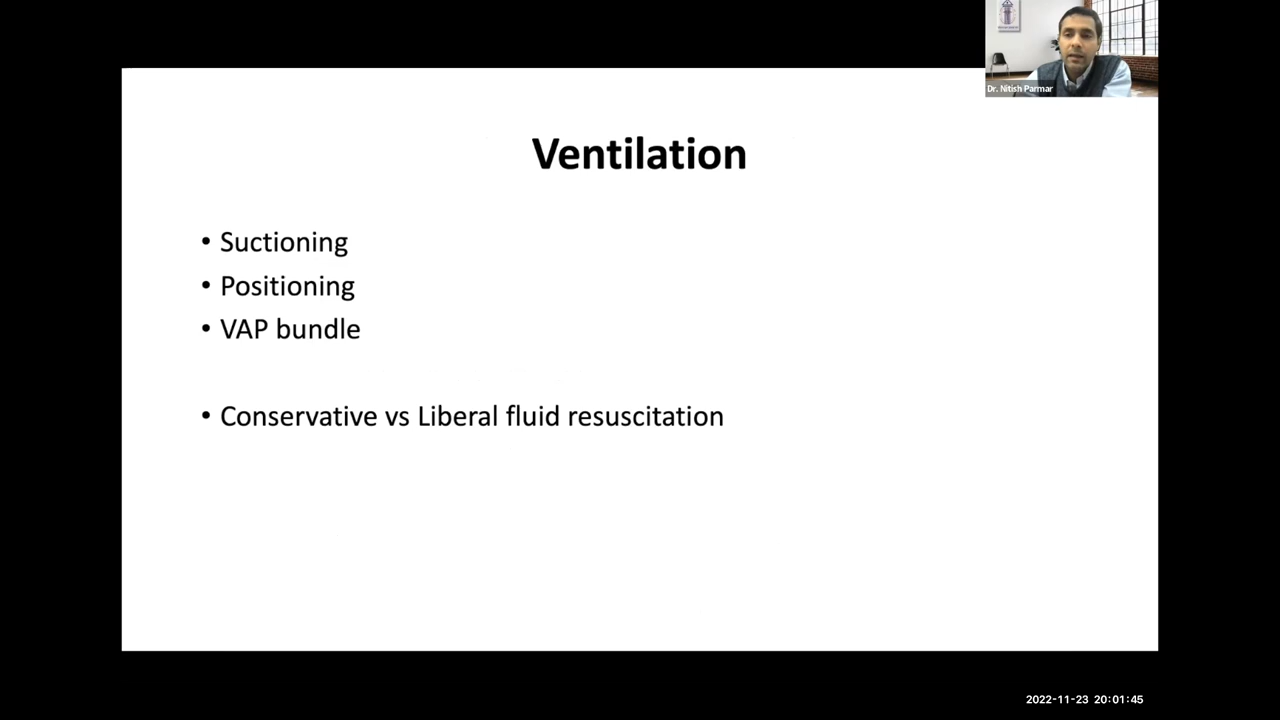 Dr. Nitish Parmar
Ventilation
• Suctioning
• Positioning
• VAP bundle
• Conservative vs Liberal fluid resuscitation
2022-11-23 20:01:45